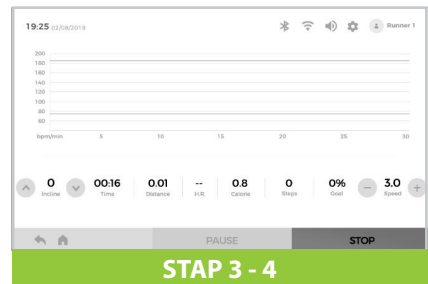 19:25 02/08/2019
Runner 1
200
180
160
140
120
100
80
60
bpm/min 5 10 15 20 25 30
0 00:16 0.01 -- 0.8 0 0% 3.0
Incline Time Distance H.R. Calorie Steps Goal Speed
PAUSE STOP
STAP 3 - 4